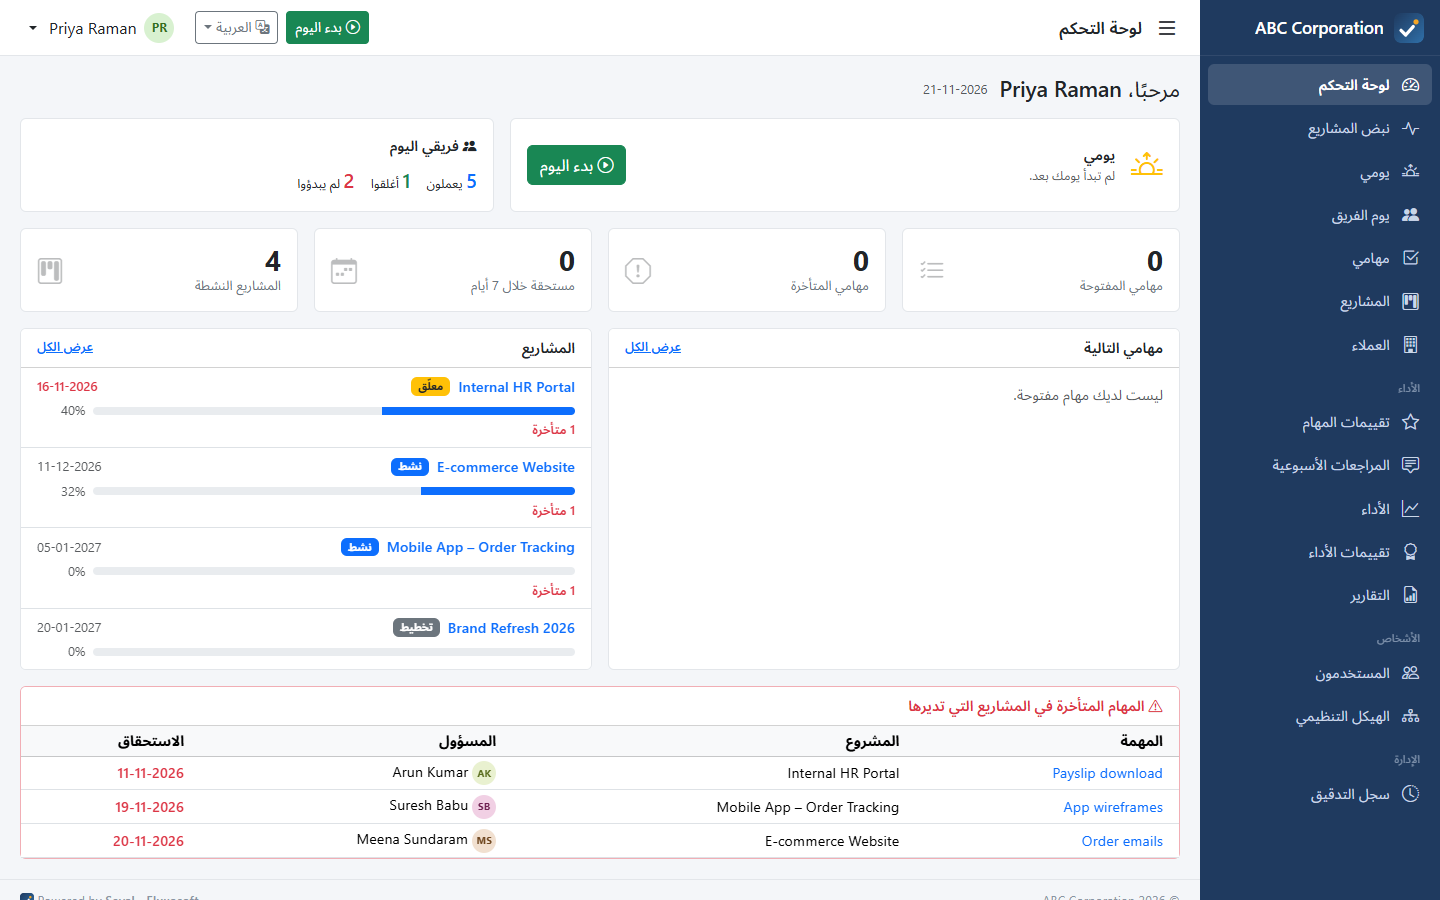 ABC Corporation
لوحة التحكم
نبض المشاريع
يومي
يوم الفريق
مهامي
المشاريع
العملاء
الأداء
تقييمات المهام
المراجعات الأسبوعية
الأداء
تقييمات الأداء
التقارير
الأشخاص
المستخدمون
الهيكل التنظيمي
الإدارة
سجل التدقيق
لوحة التحكم
بدء اليوم
العربية
PR Priya Raman
مرحبًا، Priya Raman 21-11-2026
يومي
لم تبدأ يومك بعد.
بدء اليوم
فريقي اليوم
5 يعملون 1 أغلقوا 2 لم يبدؤوا
0
مهامي المفتوحة
0
مهامي المتأخرة
0
مستحقة خلال 7 أيام
4
المشاريع النشطة
مهامي التالية
عرض الكل
ليست لديك مهام مفتوحة.
المشاريع
عرض الكل
Internal HR Portal معلّق 16-11-2026
40%
1 متأخرة
E-commerce Website نشط 11-12-2026
32%
1 متأخرة
Mobile App – Order Tracking نشط 05-01-2027
0%
1 متأخرة
Brand Refresh 2026 تخطيط 20-01-2027
0%
المهام المتأخرة في المشاريع التي تديرها
المهمة المشروع المسؤول الاستحقاق
Payslip download Internal HR Portal AK Arun Kumar 11-11-2026
App wireframes Mobile App – Order Tracking SB Suresh Babu 19-11-2026
Order emails E-commerce Website MS Meena Sundaram 20-11-2026
ABC Corporation 2026 ©